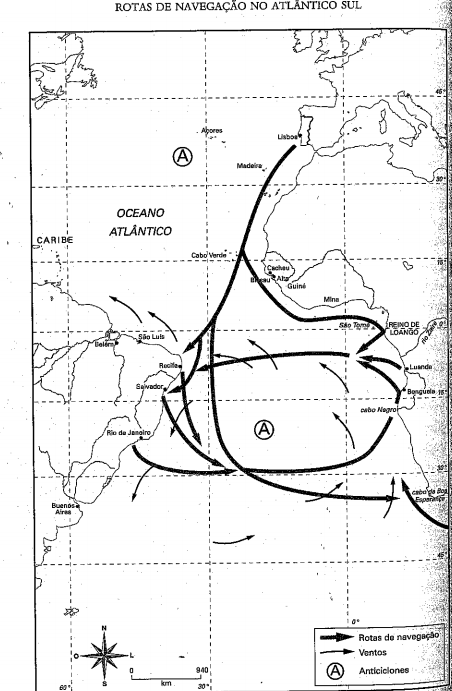 ROTAS DE NAVEGAÇÃO NO ATLÂNTICO SUL
45°
Açores
Lisboa
A
Madeira
30°
OCEANO
ATLÂNTICO
CARIBE
Cabo Verde
15°
Cacheu
Bissau
Alta
Guiné
Mina
São Tomé
REINO DE
LOANGO
0°
Rio Zaire
Belém
São Luís
Recife
Luanda
Salvador
Benguela
15°
cabo Negro
Rio de Janeiro
A
30°
cabo da Boa
Esperança
Buenos
Aires
45°
N
O
L
S
0
940
km
0°
Rotas de navegação
Ventos
A
Anticiclones
60°
30°